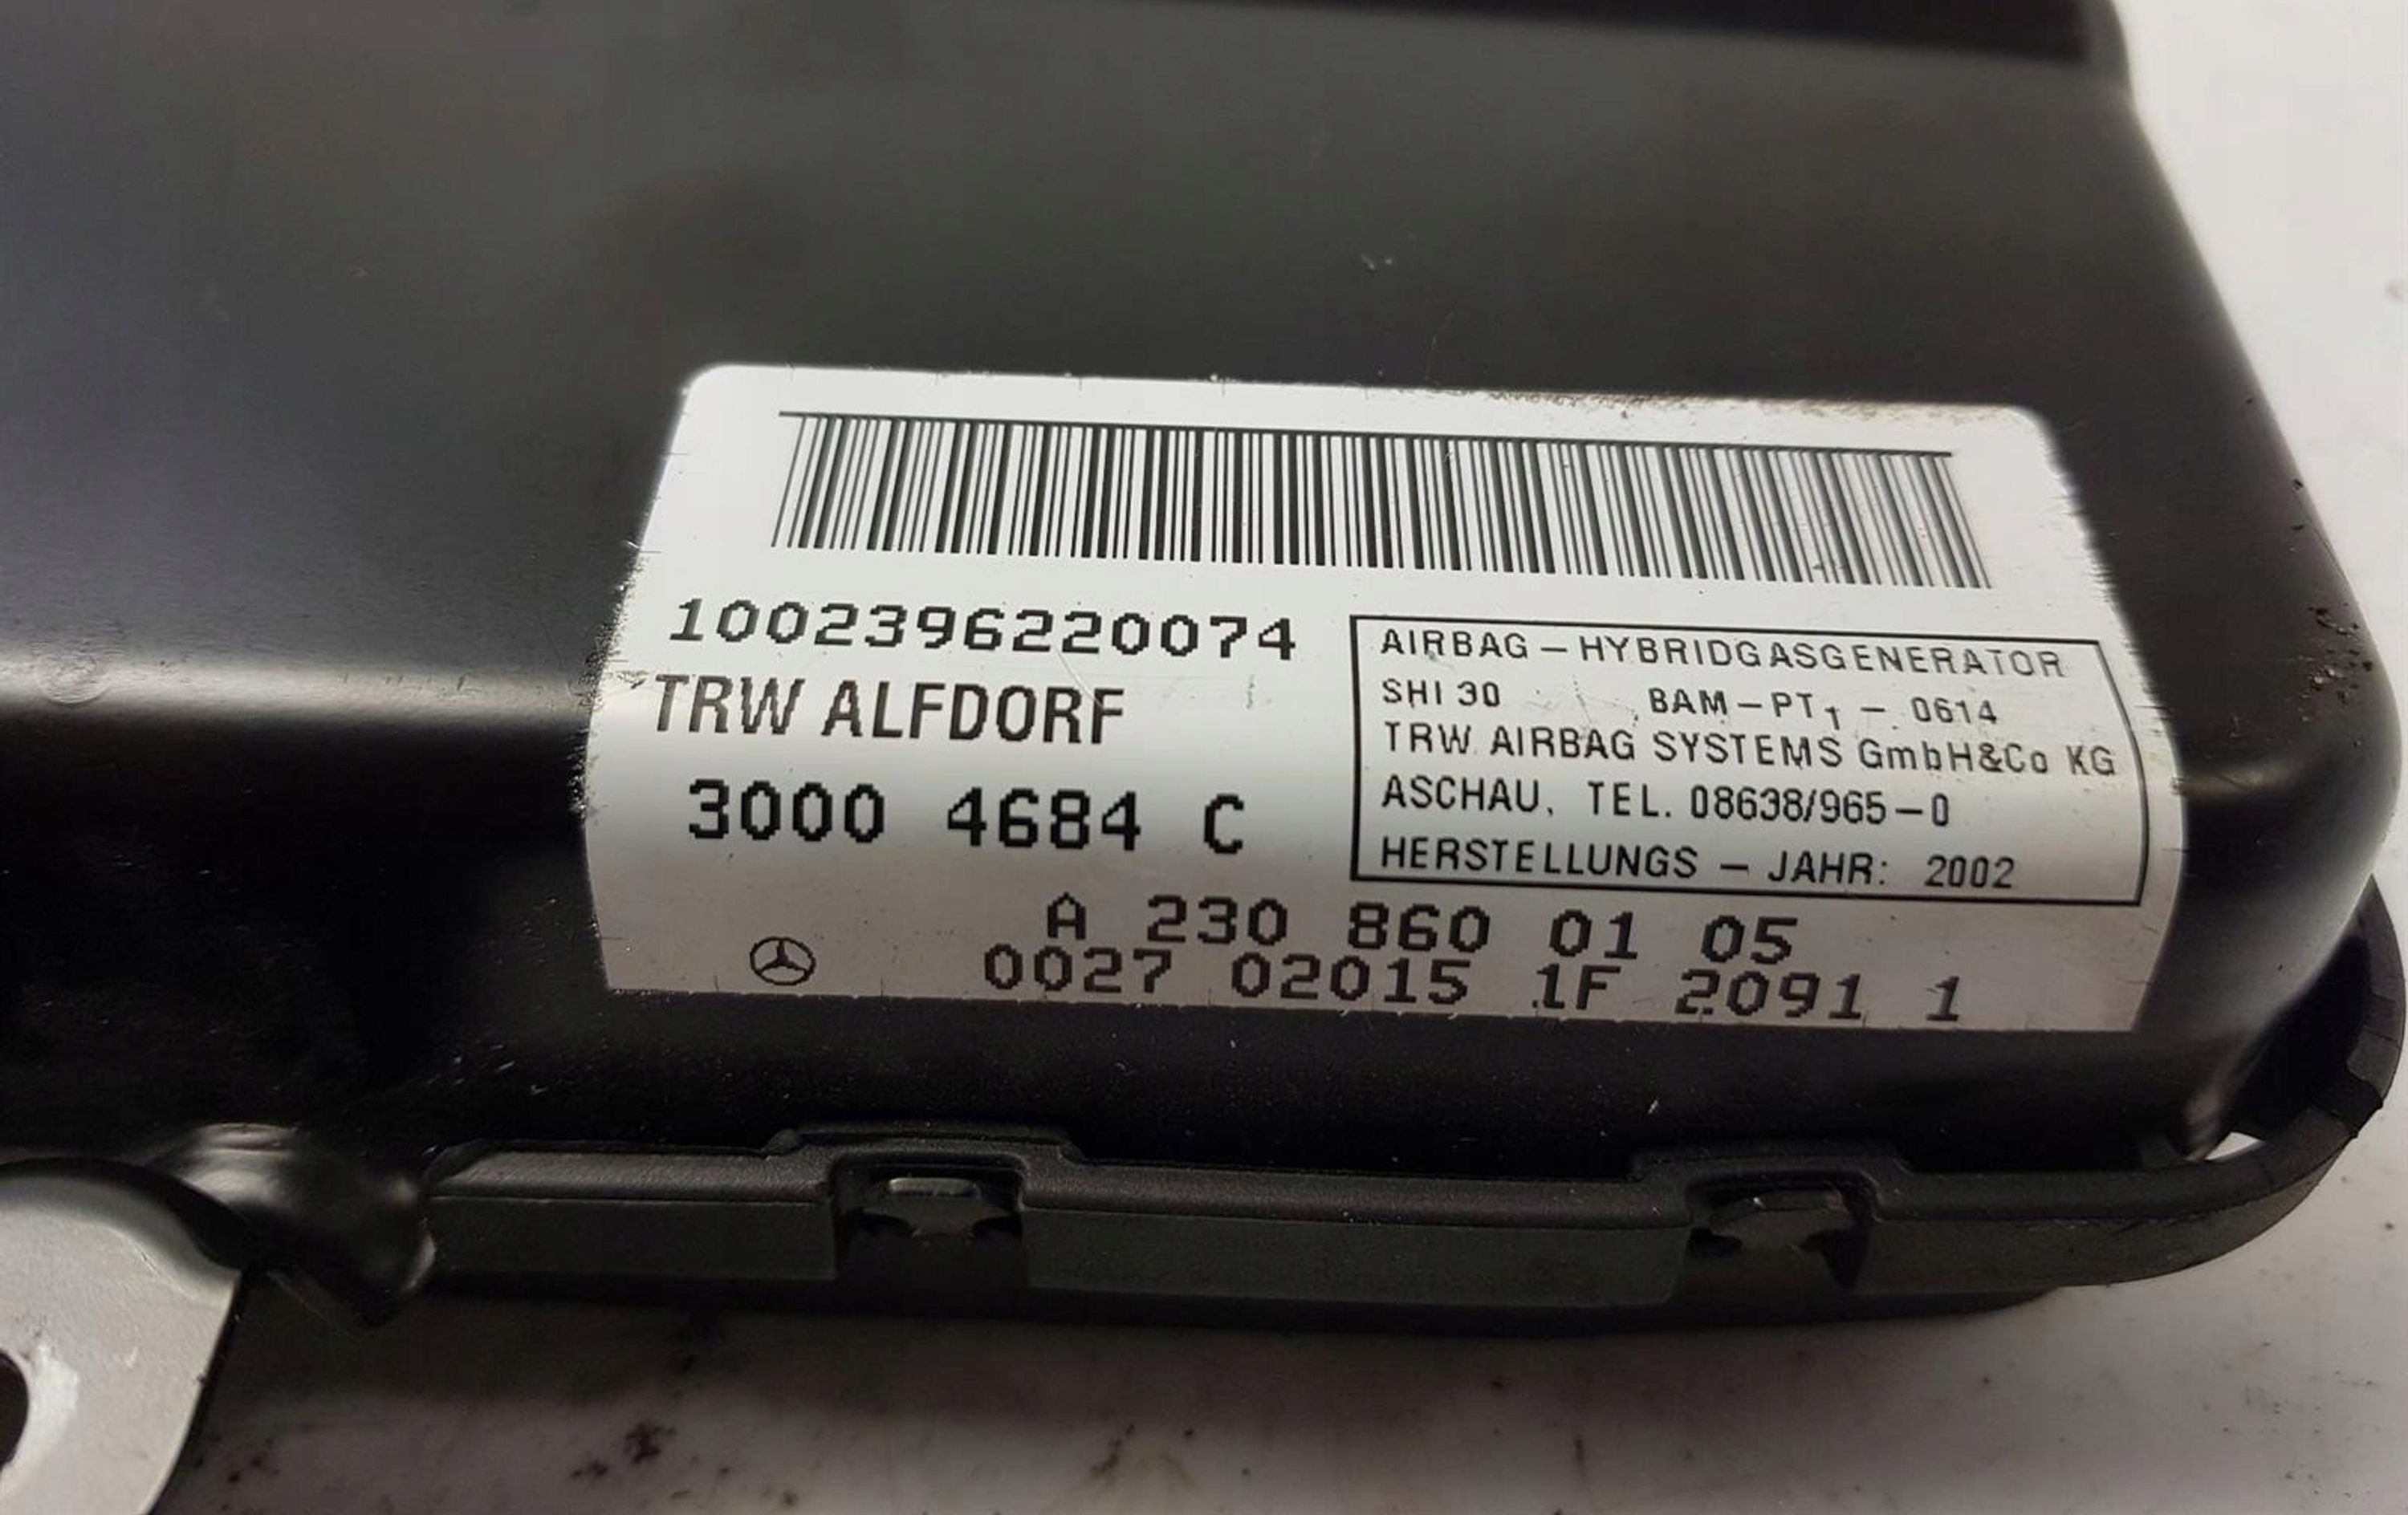 1002396220074
TRW ALFDORF
3000 4684 C
AIRBAG – HYBRIDGASGENERATOR
SHI 30 BAM – PT1 – 0614
TRW AIRBAG SYSTEMS GmbH&Co KG
ASCHAU, TEL. 08638/965–0
HERSTELLUNGS – JAHR: 2002
A 230 860 01 05
0027 02015 1F 2091 1